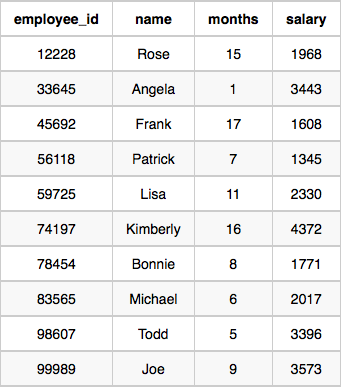 employee_id name months salary
12228 Rose 15 1968
33645 Angela 1 3443
45692 Frank 17 1608
56118 Patrick 7 1345
59725 Lisa 11 2330
74197 Kimberly 16 4372
78454 Bonnie 8 1771
83565 Michael 6 2017
98607 Todd 5 3396
99989 Joe 9 3573